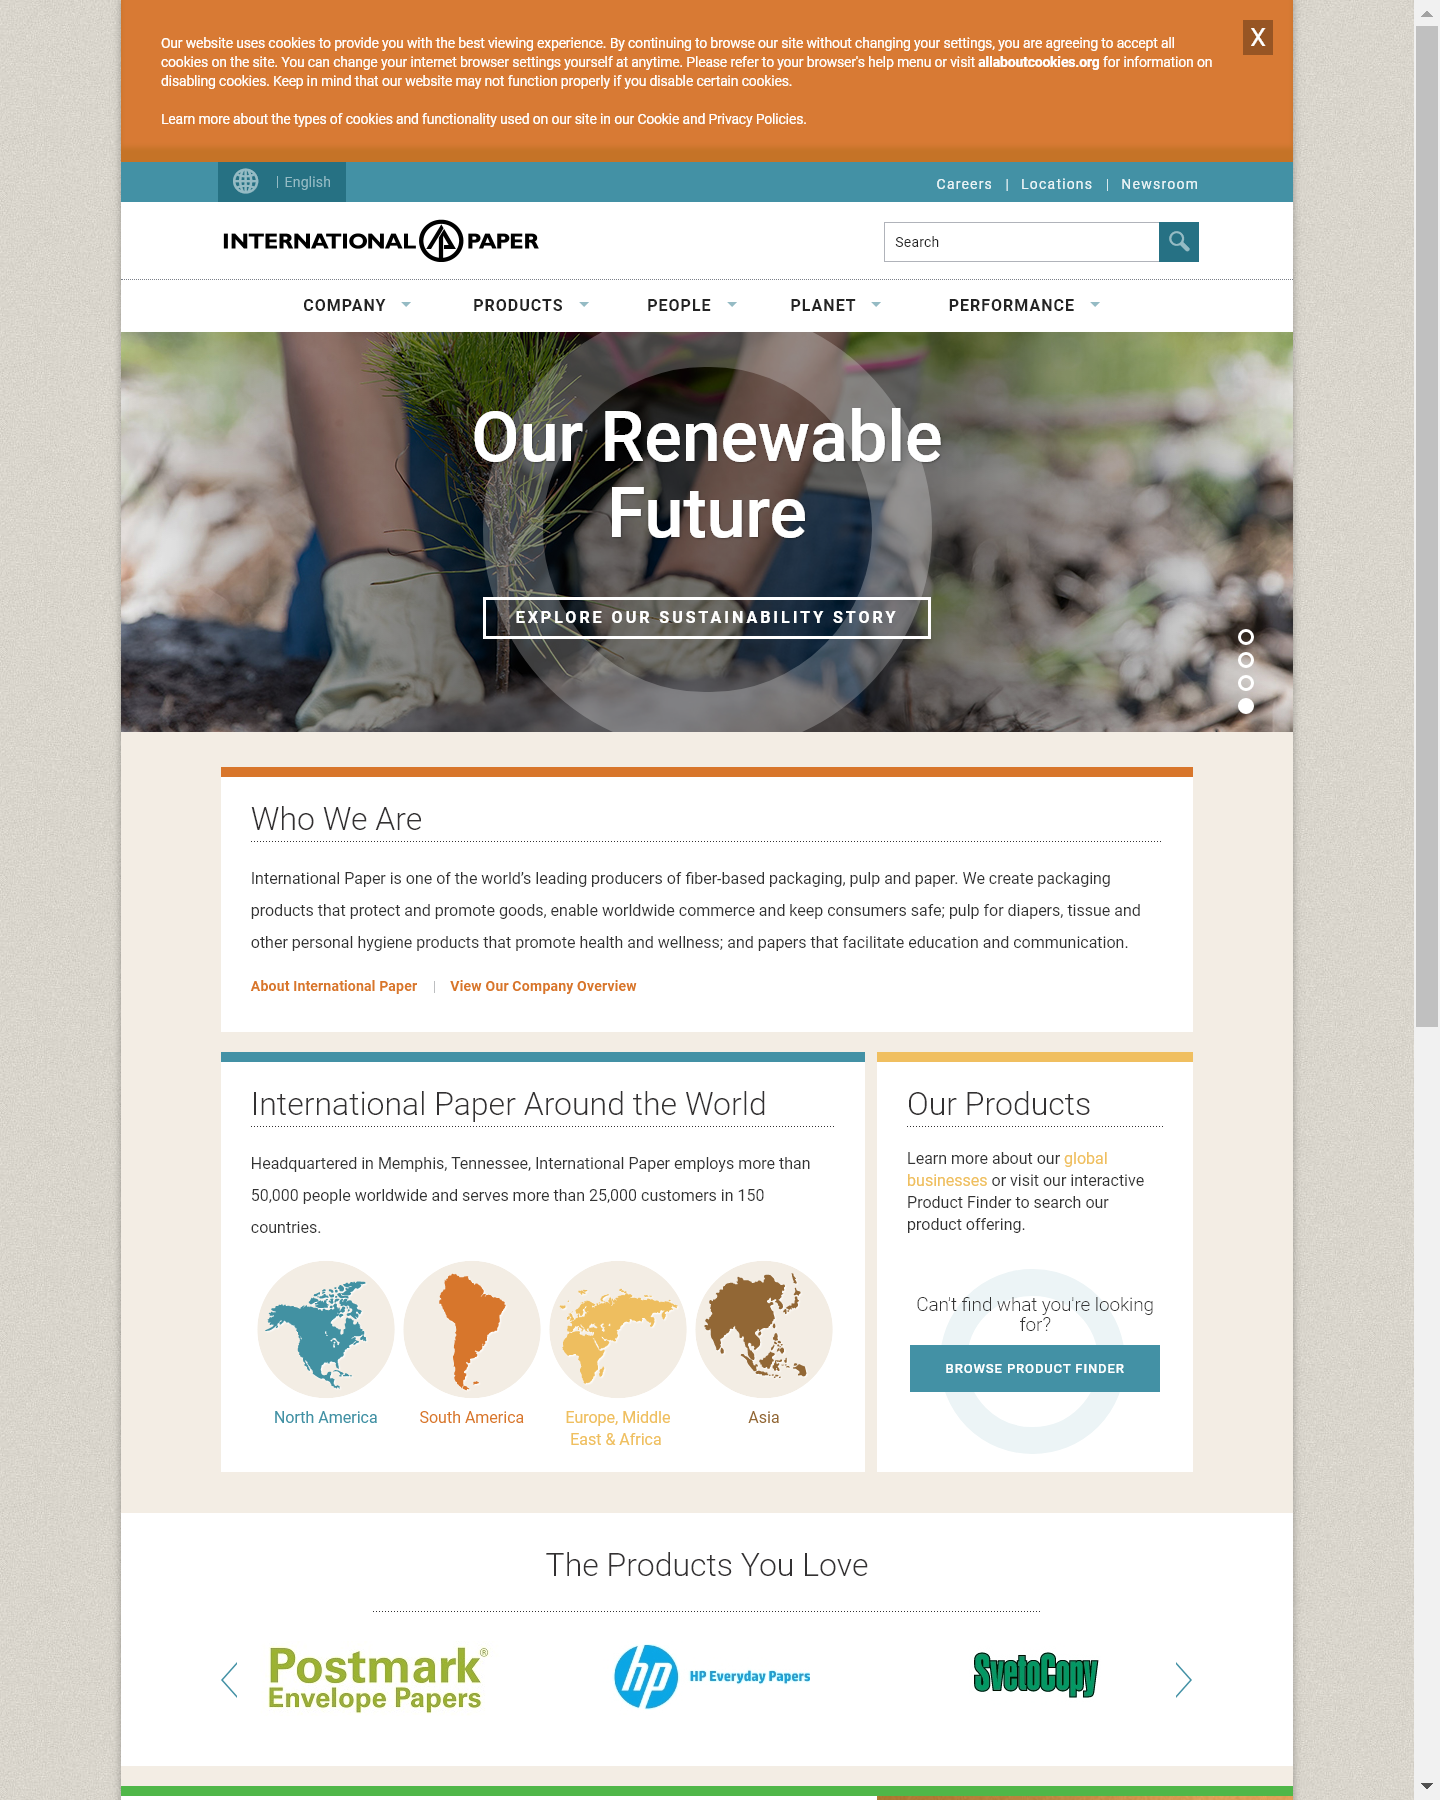 Our website uses cookies to provide you with the best viewing experience. By continuing to browse our site without changing your settings, you are agreeing to accept all
cookies on the site. You can change your internet browser settings yourself at anytime. Please refer to your browser's help menu or visit allaboutcookies.org for information on
disabling cookies. Keep in mind that our website may not function properly if you disable certain cookies.
Learn more about the types of cookies and functionality used on our site in our Cookie and Privacy Policies.
X
| English
Careers | Locations | Newsroom
INTERNATIONAL PAPER
Search
COMPANY PRODUCTS PEOPLE PLANET PERFORMANCE
Our Renewable
Future
EXPLORE OUR SUSTAINABILITY STORY
Who We Are
International Paper is one of the world’s leading producers of fiber-based packaging, pulp and paper. We create packaging
products that protect and promote goods, enable worldwide commerce and keep consumers safe; pulp for diapers, tissue and
other personal hygiene products that promote health and wellness; and papers that facilitate education and communication.
About International Paper | View Our Company Overview
International Paper Around the World
Headquartered in Memphis, Tennessee, International Paper employs more than
50,000 people worldwide and serves more than 25,000 customers in 150
countries.
North America
South America
Europe, Middle
East & Africa
Asia
Our Products
Learn more about our global
businesses or visit our interactive
Product Finder to search our
product offering.
Can't find what you're looking
for?
BROWSE PRODUCT FINDER
The Products You Love
Postmark®
Envelope Papers
hp HP Everyday Papers
SvetoCopy